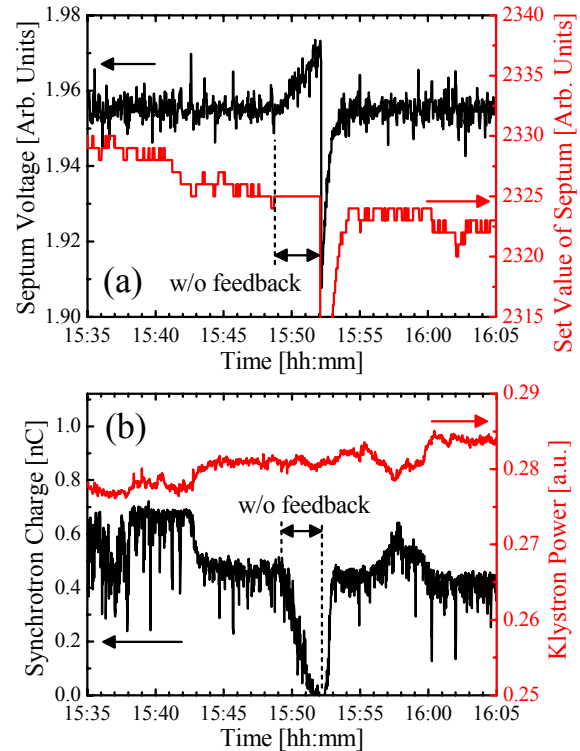 1.98
1.96
1.94
1.92
1.90
Septum Voltage [Arb. Units]
2340
2335
2330
2325
2320
2315
Set Value of Septum [Arb. Units]
(a)
w/o feedback
15:35 15:40 15:45 15:50 15:55 16:00 16:05
Time [hh:mm]
1.0
0.8
0.6
0.4
0.2
0.0
Synchrotron Charge [nC]
0.29
0.28
0.27
0.26
0.25
Klystron Power [a.u.]
(b)
w/o feedback
15:35 15:40 15:45 15:50 15:55 16:00 16:05
Time [hh:mm]